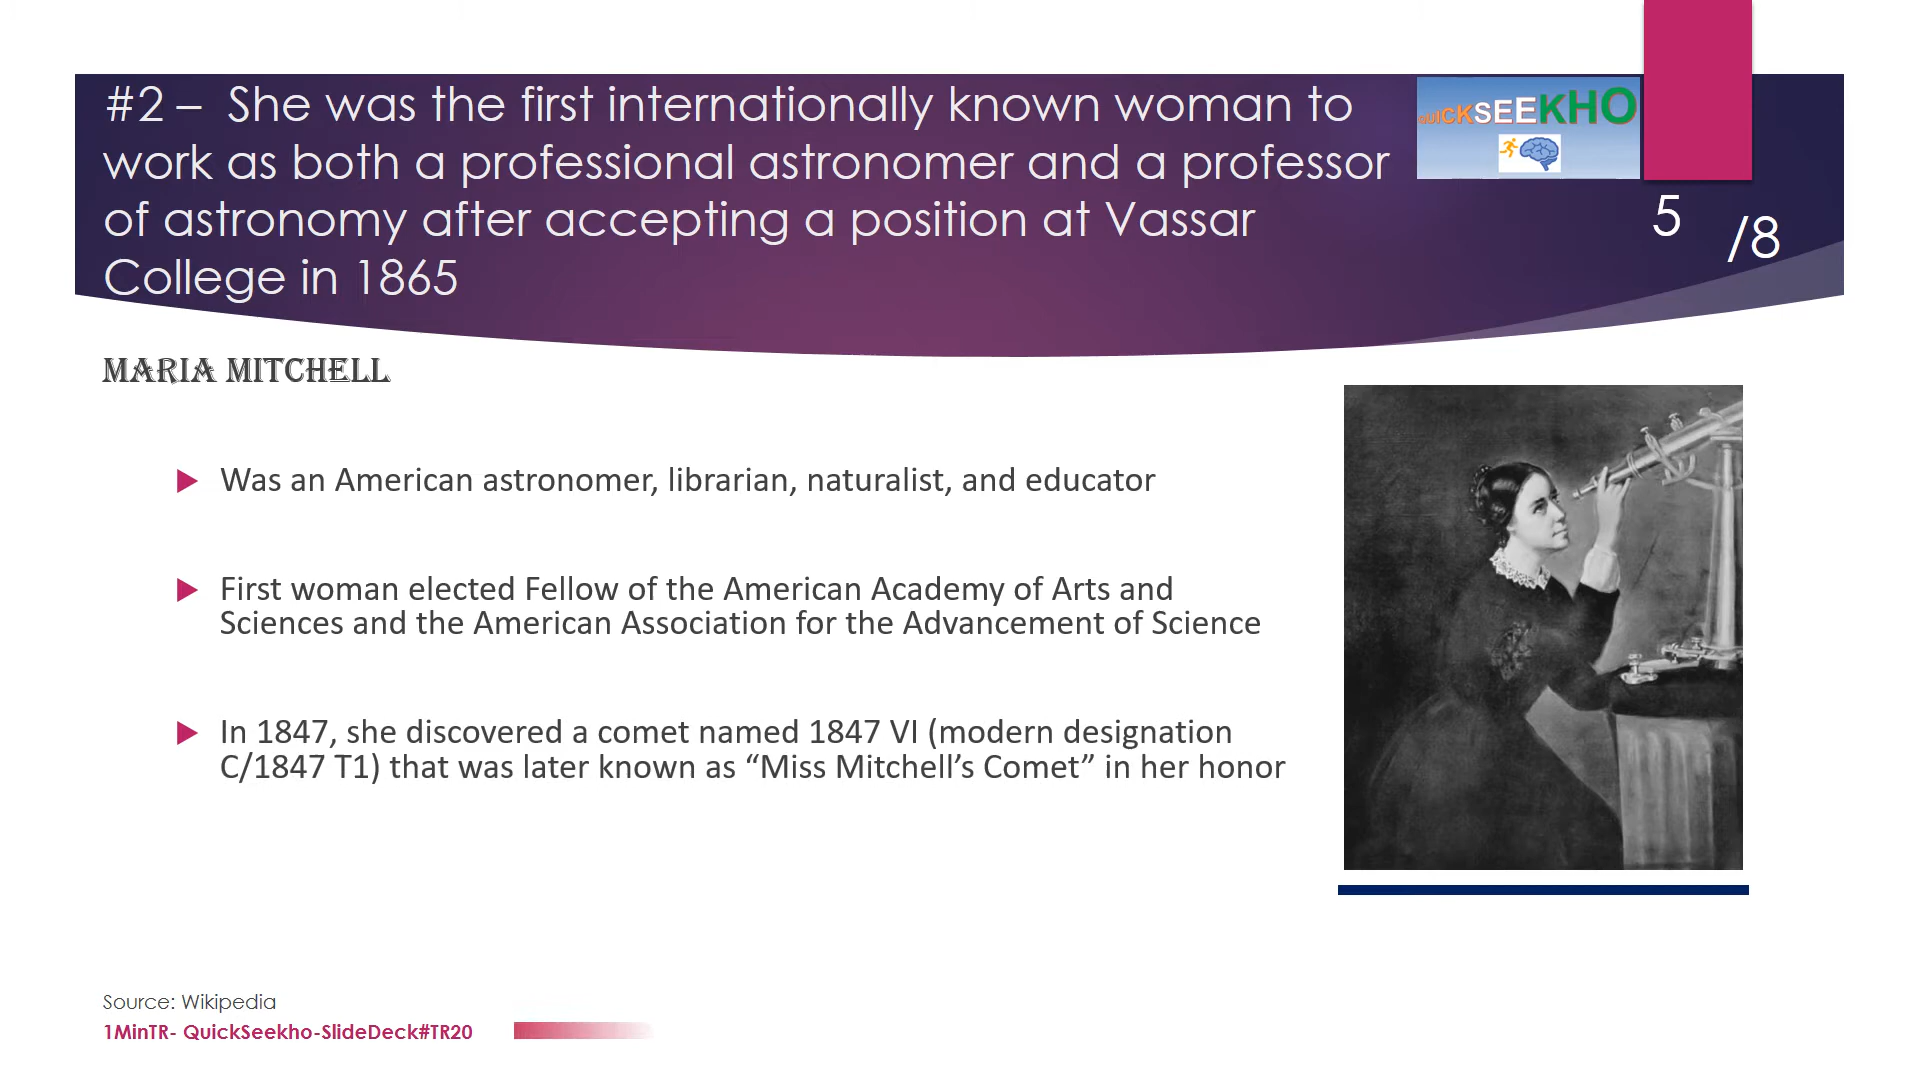 #2 – She was the first internationally known woman to
work as both a professional astronomer and a professor
of astronomy after accepting a position at Vassar
College in 1865
QUICKSEEKHO
5
/8
MARIA MITCHELL
Was an American astronomer, librarian, naturalist, and educator
First woman elected Fellow of the American Academy of Arts and
Sciences and the American Association for the Advancement of Science
In 1847, she discovered a comet named 1847 VI (modern designation
C/1847 T1) that was later known as “Miss Mitchell’s Comet” in her honor
Source: Wikipedia
1MinTR- QuickSeekho-SlideDeck#TR20